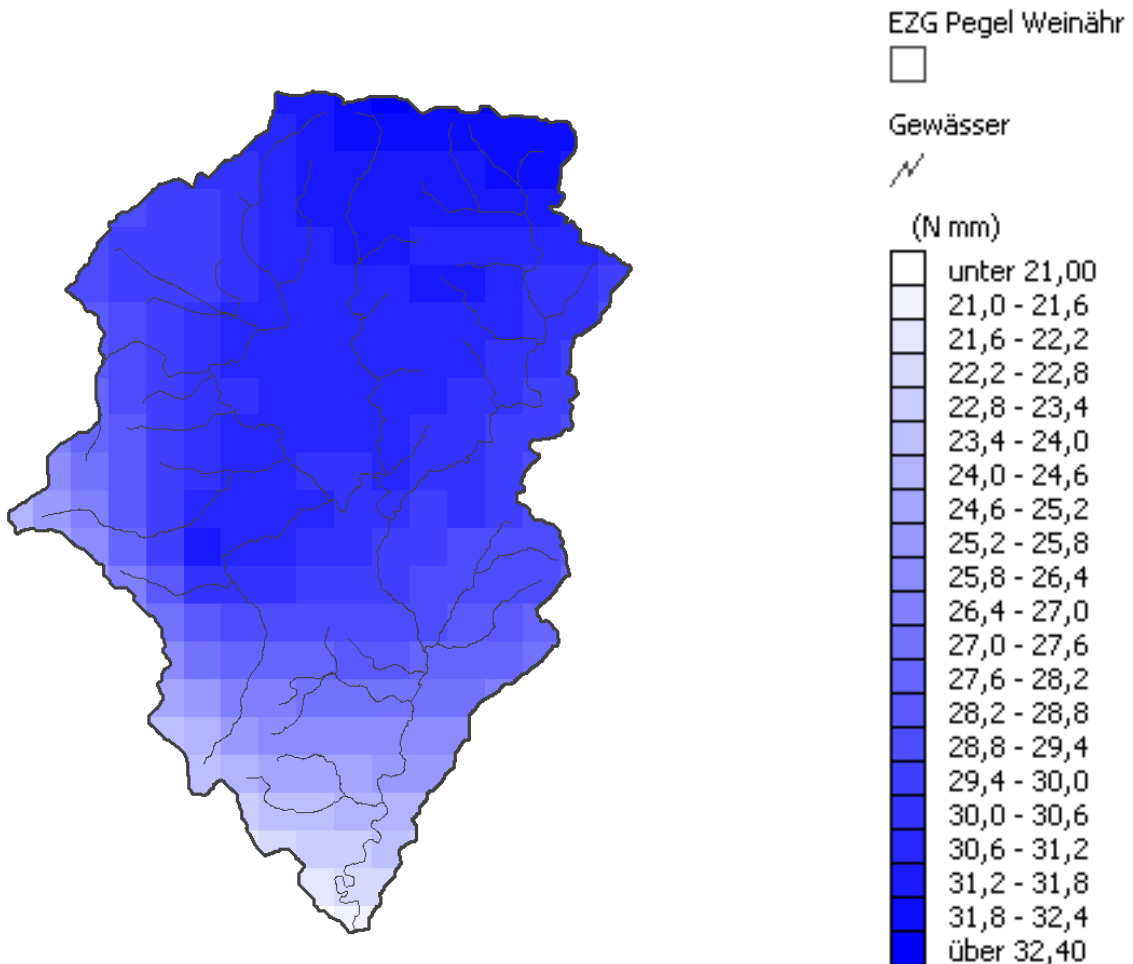 EZG Pegel Weinähr
Gewässer
(N mm)
unter 21,00
21,0 - 21,6
21,6 - 22,2
22,2 - 22,8
22,8 - 23,4
23,4 - 24,0
24,0 - 24,6
24,6 - 25,2
25,2 - 25,8
25,8 - 26,4
26,4 - 27,0
27,0 - 27,6
27,6 - 28,2
28,2 - 28,8
28,8 - 29,4
29,4 - 30,0
30,0 - 30,6
30,6 - 31,2
31,2 - 31,8
31,8 - 32,4
über 32,40